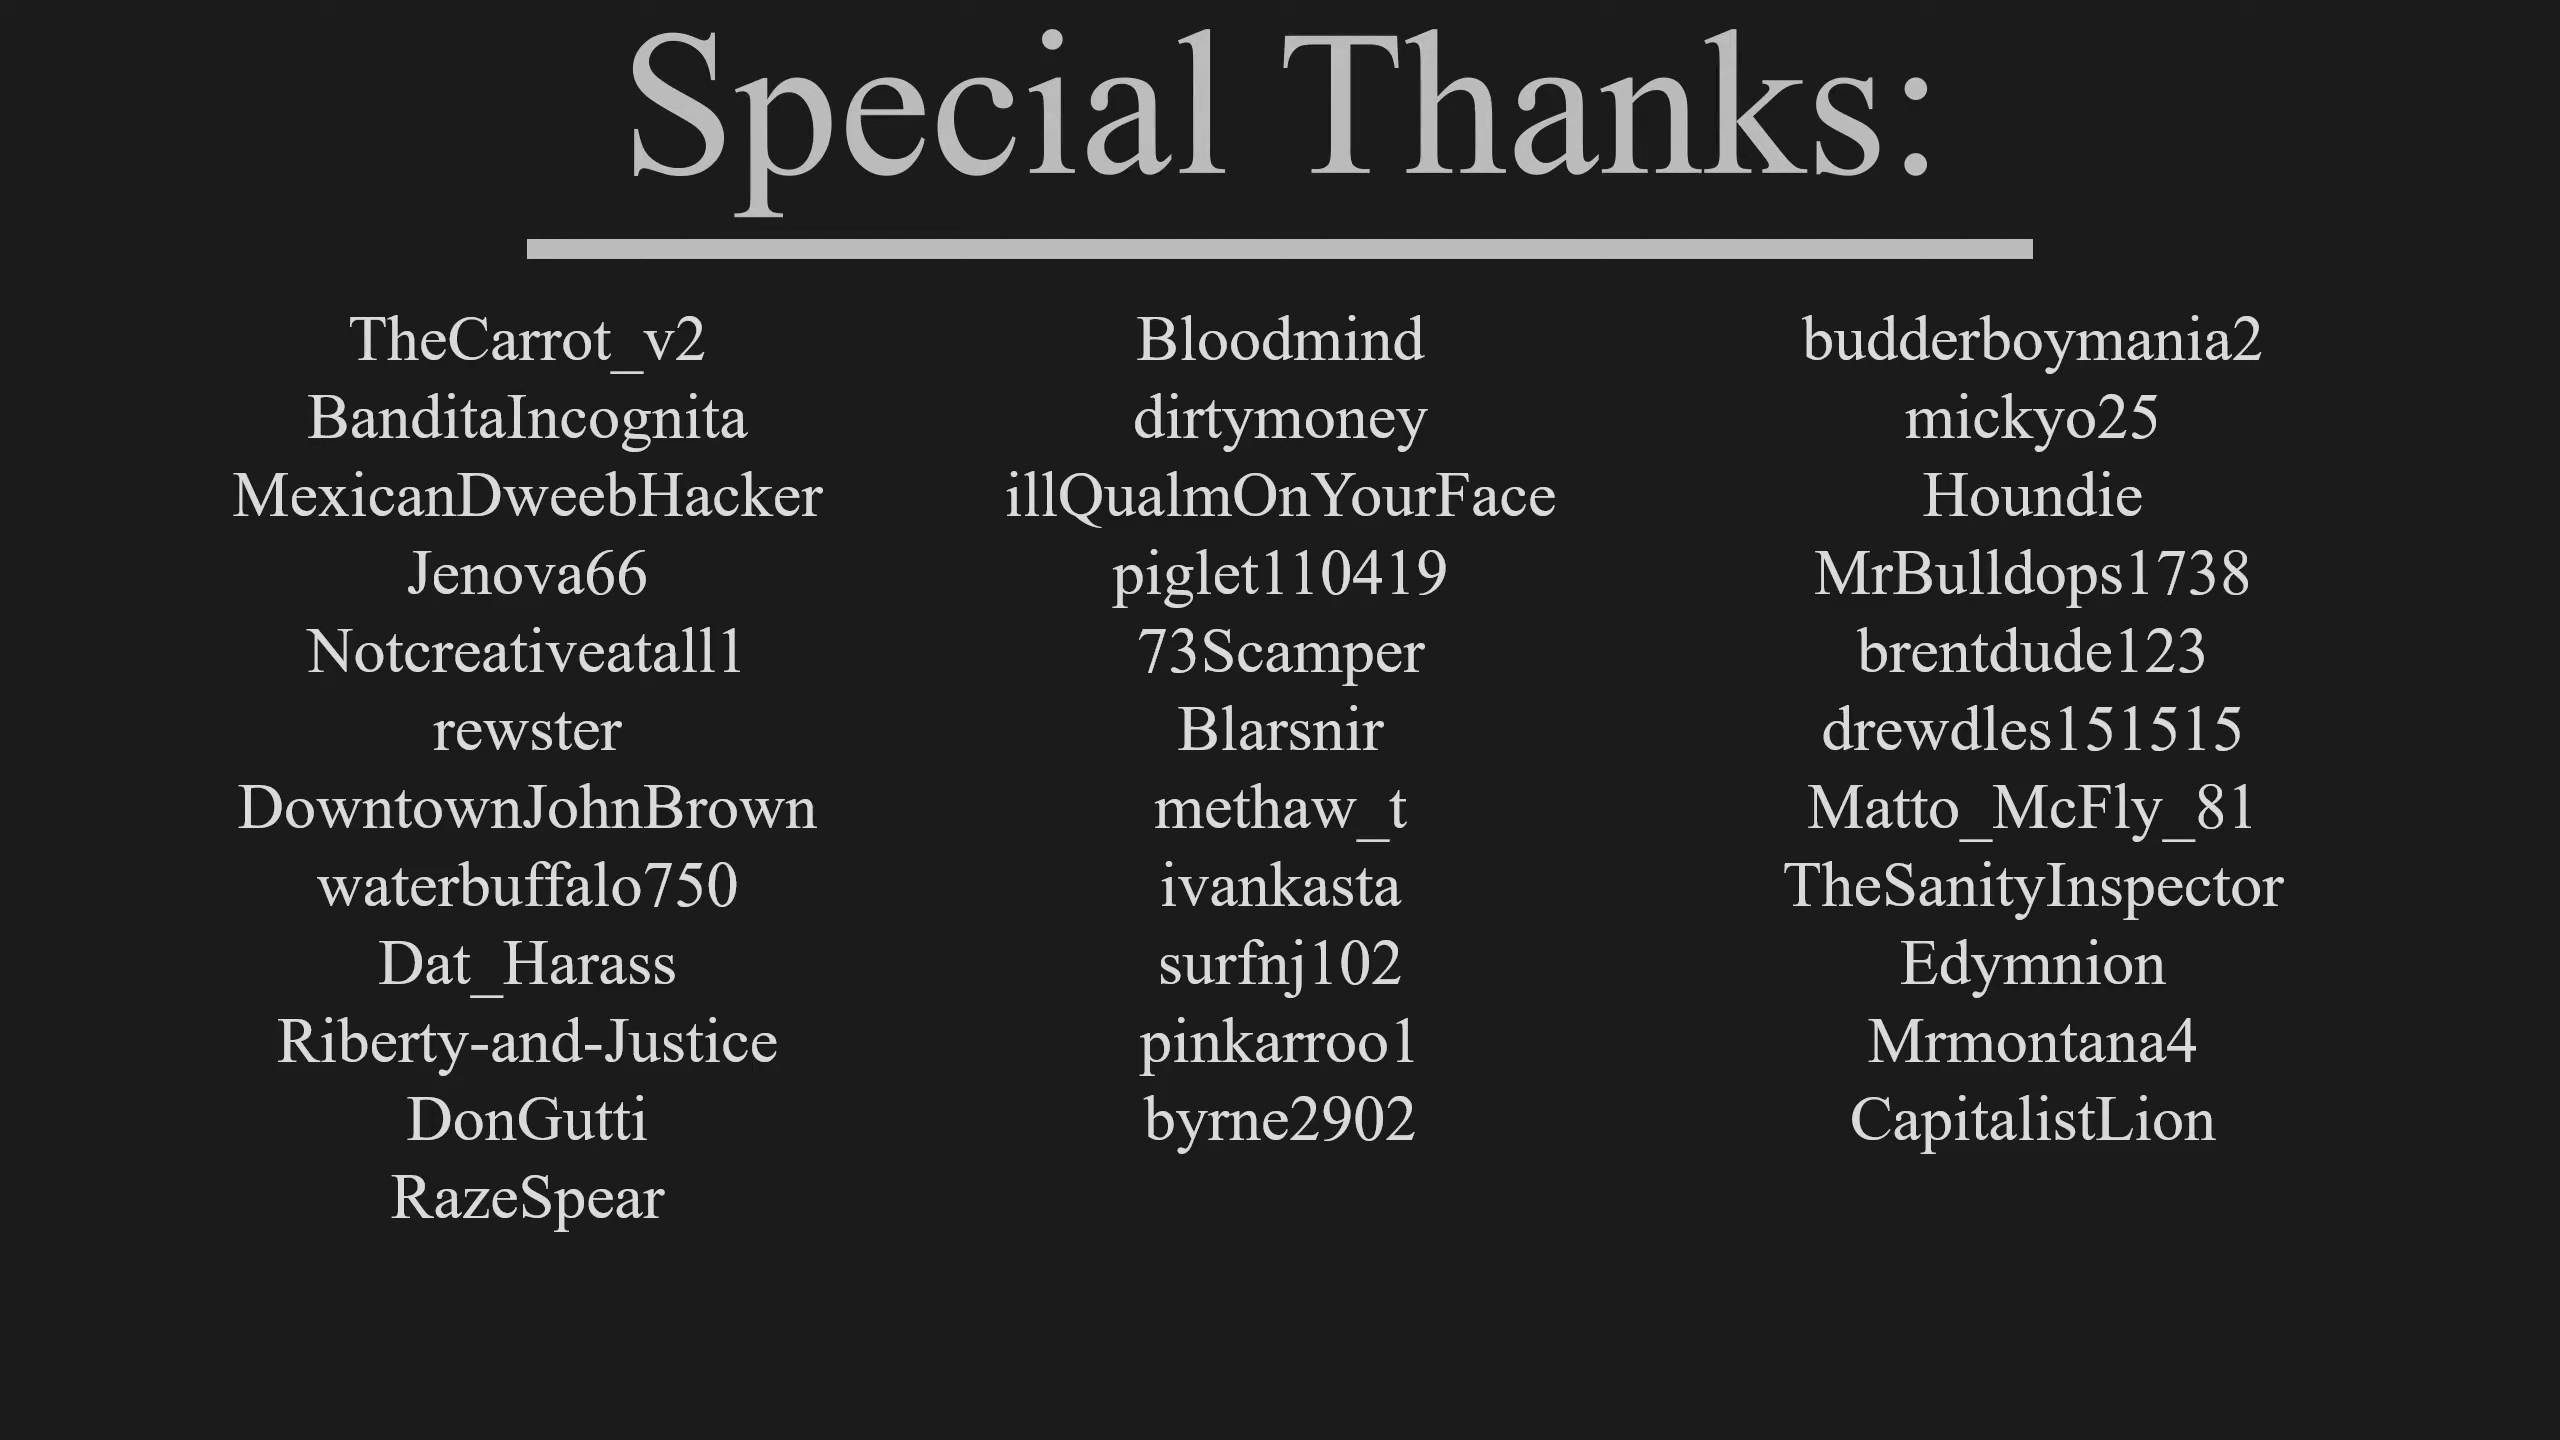 Special Thanks:
TheCarrot_v2
BanditaIncognita
MexicanDweebHacker
Jenova66
Notcreativeatall1
rewster
DowntownJohnBrown
waterbuffalo750
Dat_Harass
Riberty-and-Justice
DonGutti
RazeSpear
Bloodmind
dirtymoney
illQualmOnYourFace
piglet110419
73Scamper
Blarsnir
methaw_t
ivankasta
surfnj102
pinkarroo1
byrne2902
budderboymania2
mickyo25
Houndie
MrBulldops1738
brentdude123
drewdles151515
Matto_McFly_81
TheSanityInspector
Edymnion
Mrmontana4
CapitalistLion